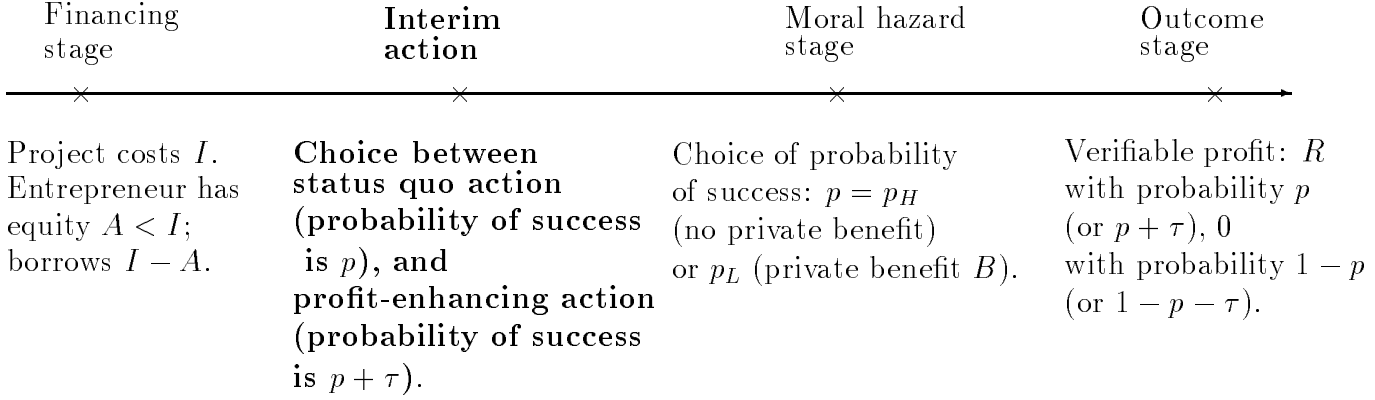 Financing
stage
Interim
action
Moral hazard
stage
Outcome
stage
Project costs I.
Entrepreneur has
equity A < I;
borrows I − A.
Choice between
status quo action
(probability of success
is p), and
profit-enhancing action
(probability of success
is p + τ).
Choice of probability
of success: p = p_H
(no private benefit)
or p_L (private benefit B).
Verifiable profit: R
with probability p
(or p + τ), 0
with probability 1 − p
(or 1 − p − τ).